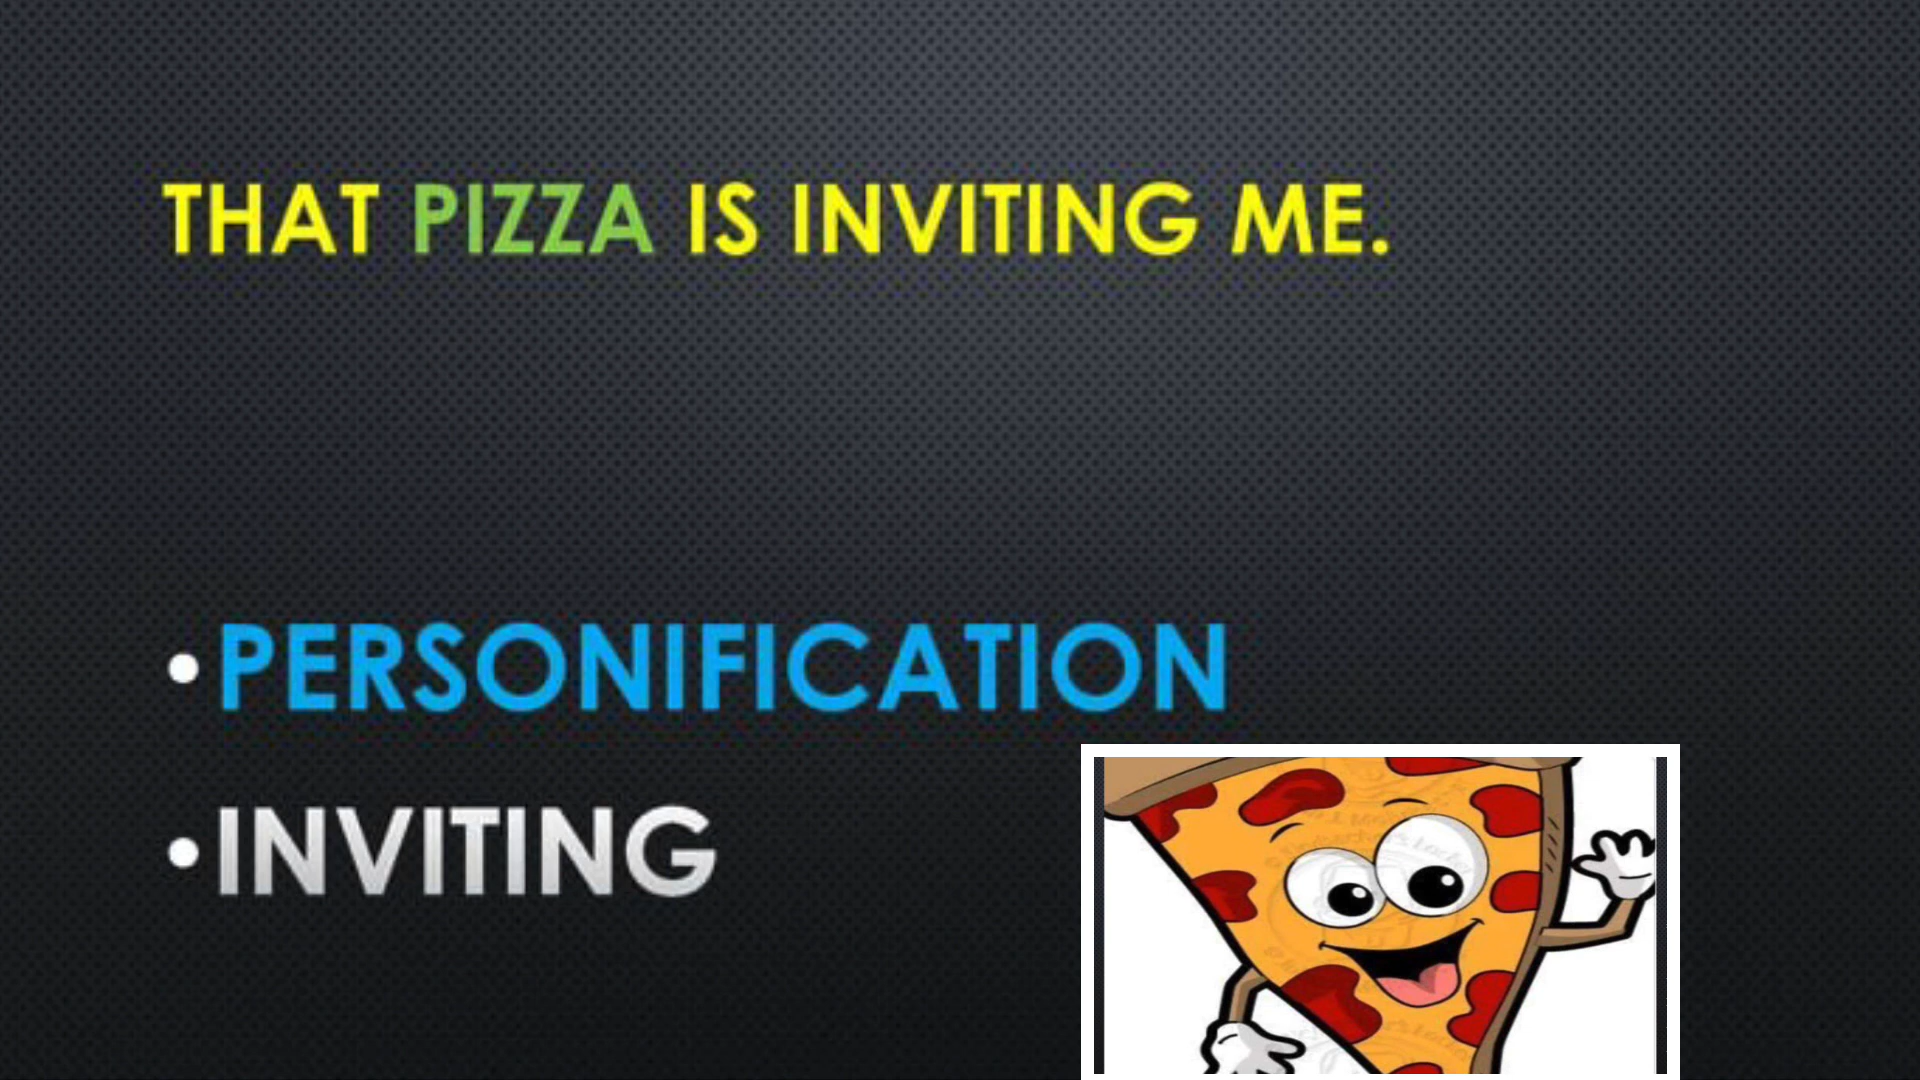 THAT PIZZA IS INVITING ME.
• PERSONIFICATION
• INVITING